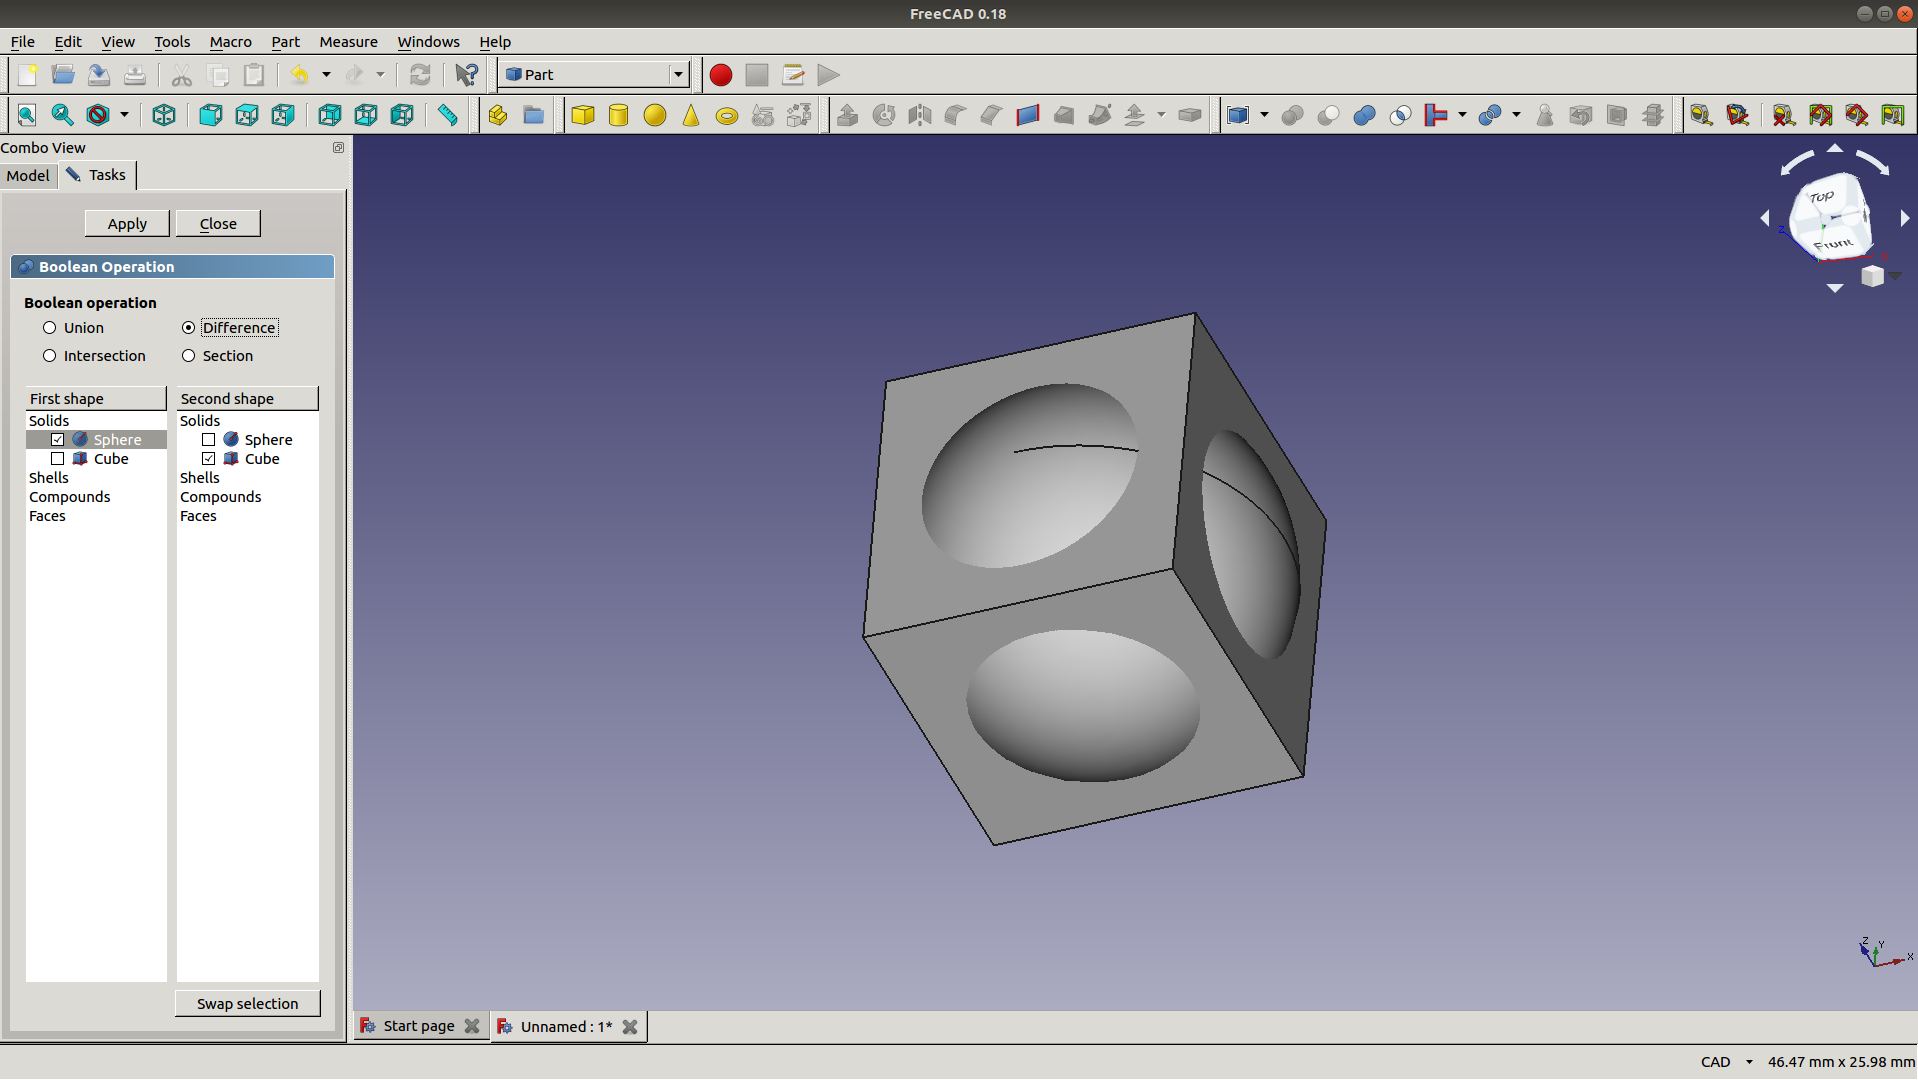 FreeCAD 0.18
File Edit View Tools Macro Part Measure Windows Help
Part
Combo View
Model Tasks
Apply Close
Boolean Operation
Boolean operation
Union Difference
Intersection Section
First shape Second shape
Solids Solids
Sphere Sphere
Cube Cube
Shells Shells
Compounds Compounds
Faces Faces
Swap selection
Top
Front
Z
X
Z Y X
Start page Unnamed : 1*
CAD 46.47 mm x 25.98 mm